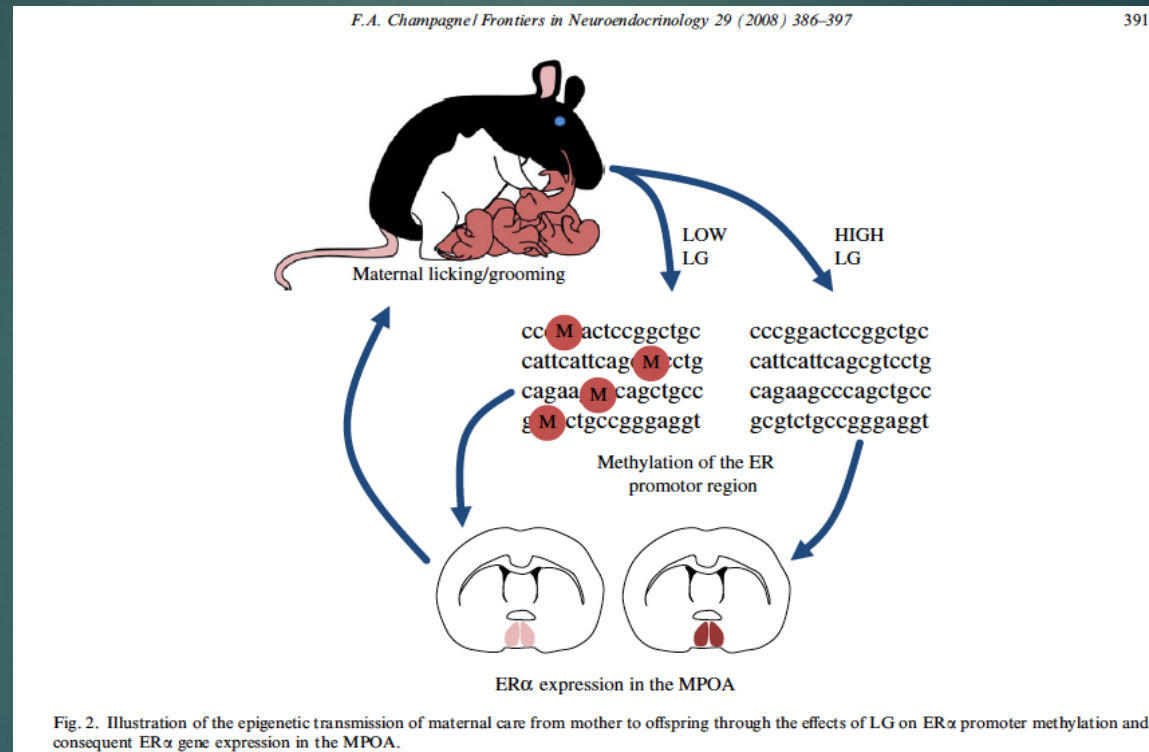 F.A. Champagne / Frontiers in Neuroendocrinology 29 (2008) 386–397
391
LOW
LG
HIGH
LG
Maternal licking/grooming
cc M actccggctgc
cccggactccggctgc
cattcattcag M cctg
cattcattcagcgtcctg
cagaa M cagctgcc
cagaagcccagctgcc
g M ctgccgggaggt
gcgtctgccgggaggt
Methylation of the ER
promotor region
ERα expression in the MPOA
Fig. 2. Illustration of the epigenetic transmission of maternal care from mother to offspring through the effects of LG on ERα promoter methylation and
consequent ERα gene expression in the MPOA.